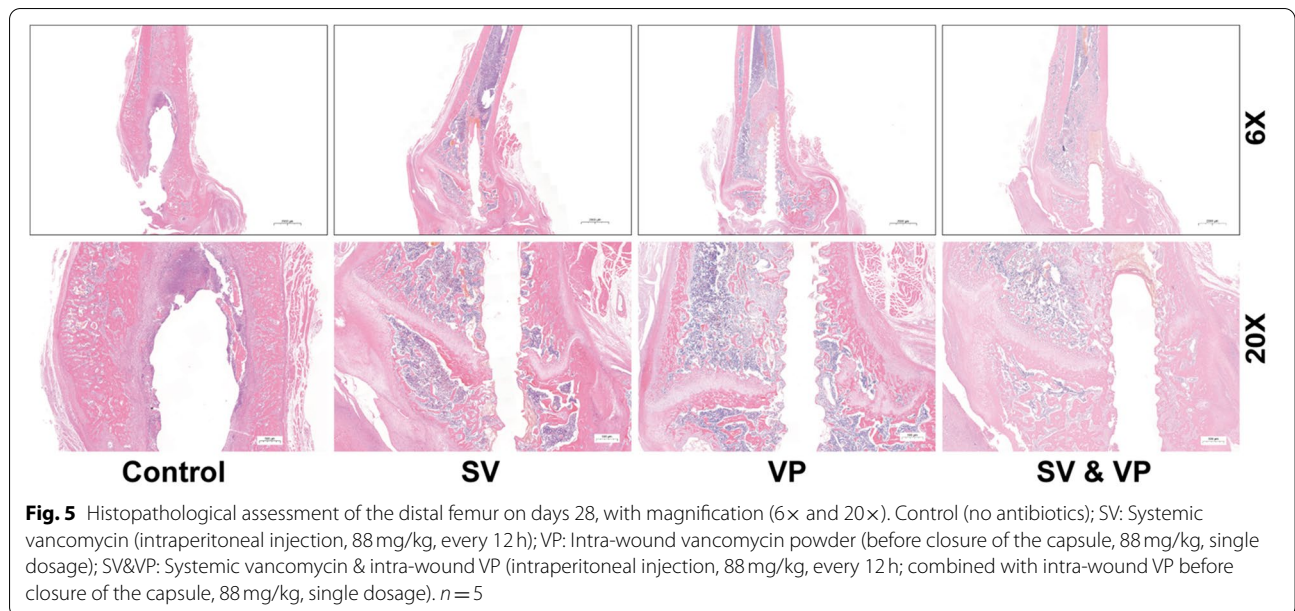 6X
20X
Control SV VP SV & VP
Fig. 5 Histopathological assessment of the distal femur on days 28, with magnification (6× and 20×). Control (no antibiotics); SV: Systemic
vancomycin (intraperitoneal injection, 88 mg/kg, every 12 h); VP: Intra-wound vancomycin powder (before closure of the capsule, 88 mg/kg, single
dosage); SV&VP: Systemic vancomycin & intra-wound VP (intraperitoneal injection, 88 mg/kg, every 12 h; combined with intra-wound VP before
closure of the capsule, 88 mg/kg, single dosage). n = 5